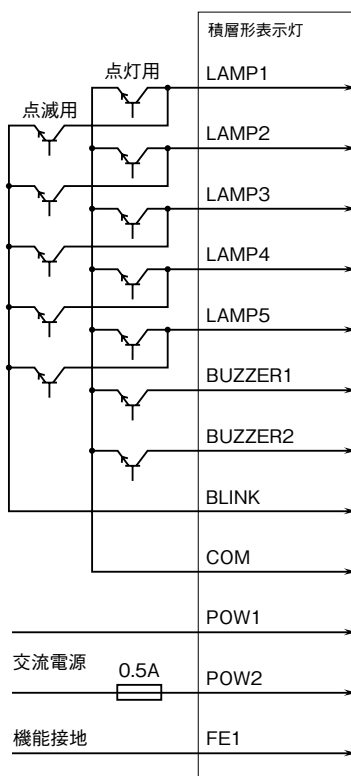 積層形表示灯
点灯用
LAMP1
点滅用
LAMP2
LAMP3
LAMP4
LAMP5
BUZZER1
BUZZER2
BLINK
COM
POW1
交流電源
0.5A
POW2
機能接地
FE1